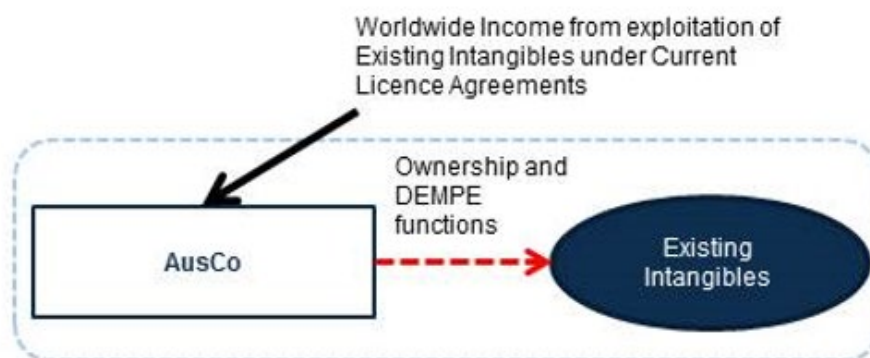 Worldwide Income from exploitation of
Existing Intangibles under Current
Licence Agreements
Ownership and
DEMPE
functions
AusCo
Existing
Intangibles